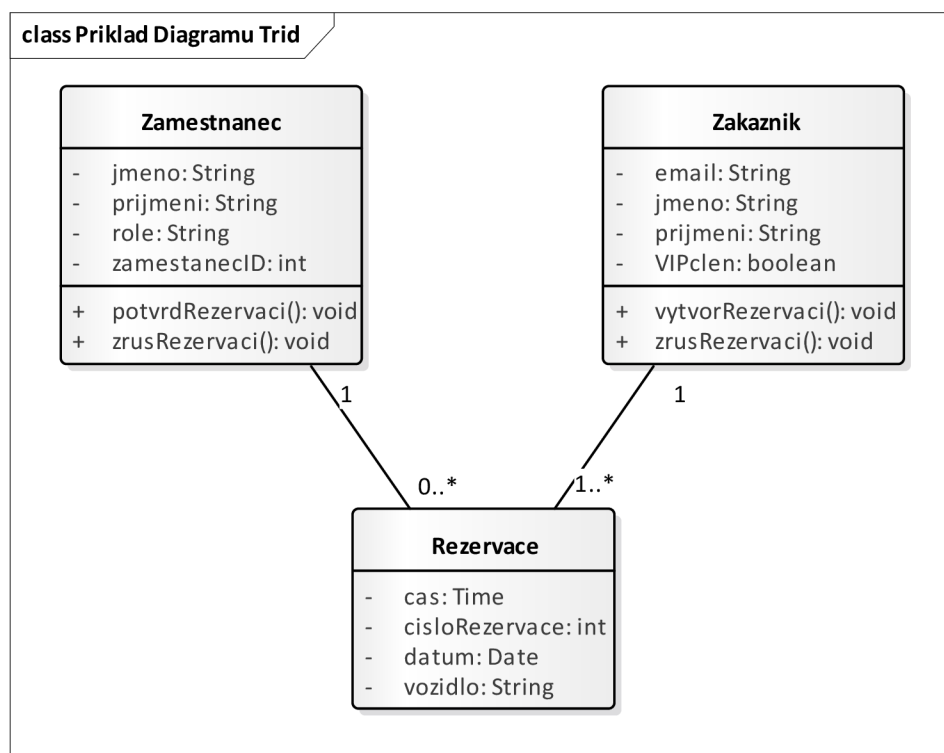 class Priklad Diagramu Trid
Zamestnanec
- jmeno: String
- prijmeni: String
- role: String
- zamestanecID: int
+ potvrdRezervaci(): void
+ zrusRezervaci(): void
Zakaznik
- email: String
- jmeno: String
- prijmeni: String
- VIPclen: boolean
+ vytvorRezervaci(): void
+ zrusRezervaci(): void
1
1
0..*
1..*
Rezervace
- cas: Time
- cisloRezervace: int
- datum: Date
- vozidlo: String